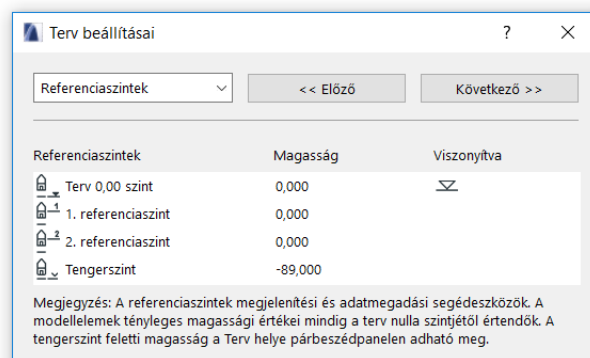 Terv beállításai ? ×
Referenciaszintek << Előző Következő >>
Referenciaszintek Magasság Viszonyítva
Terv 0,00 szint 0,000
1 1. referenciaszint 0,000
2 2. referenciaszint 0,000
Tengerszint -89,000
Megjegyzés: A referenciaszintek megjelenítési és adatmegadási segédeszközök. A
modellelemek tényleges magassági értékei mindig a terv nulla szintjétől értendők. A
tengerszint feletti magasság a Terv helye párbeszédpanelen adható meg.